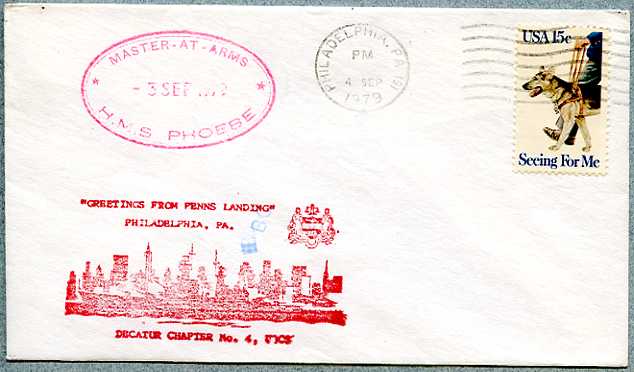 MASTER-AT-ARMS
- 3 SEP 1979
H.M.S PHOEBE
PHILADELPHIA, PA
PM
4 SEP
1979
USA 15c
Seeing For Me
"GREETINGS FROM PENNS LANDING"
PHILADELPHIA, PA.
DECATUR CHAPTER No. 4,